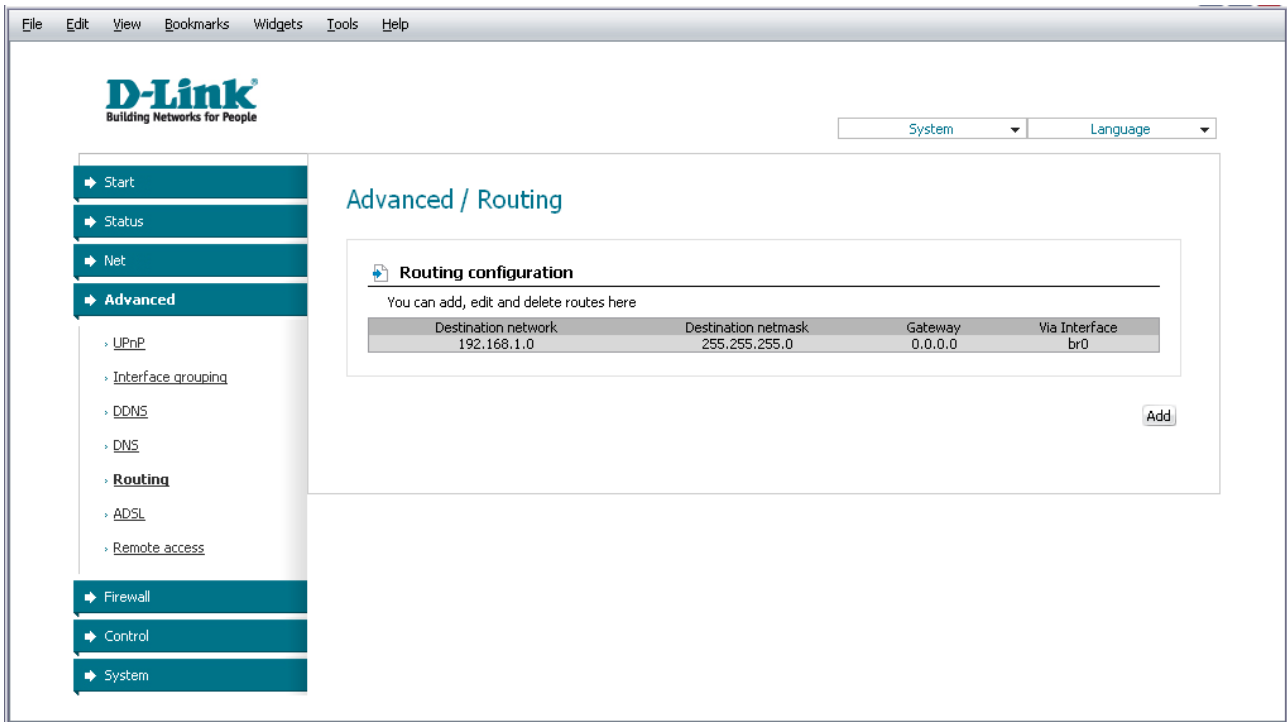 File Edit View Bookmarks Widgets Tools Help
D-Link®
Building Networks for People
System Language
Start
Status
Net
Advanced
UPnP
Interface grouping
DDNS
DNS
Routing
ADSL
Remote access
Firewall
Control
System
Advanced / Routing
Routing configuration
You can add, edit and delete routes here
Destination network Destination netmask Gateway Via Interface
192.168.1.0 255.255.255.0 0.0.0.0 br0
Add